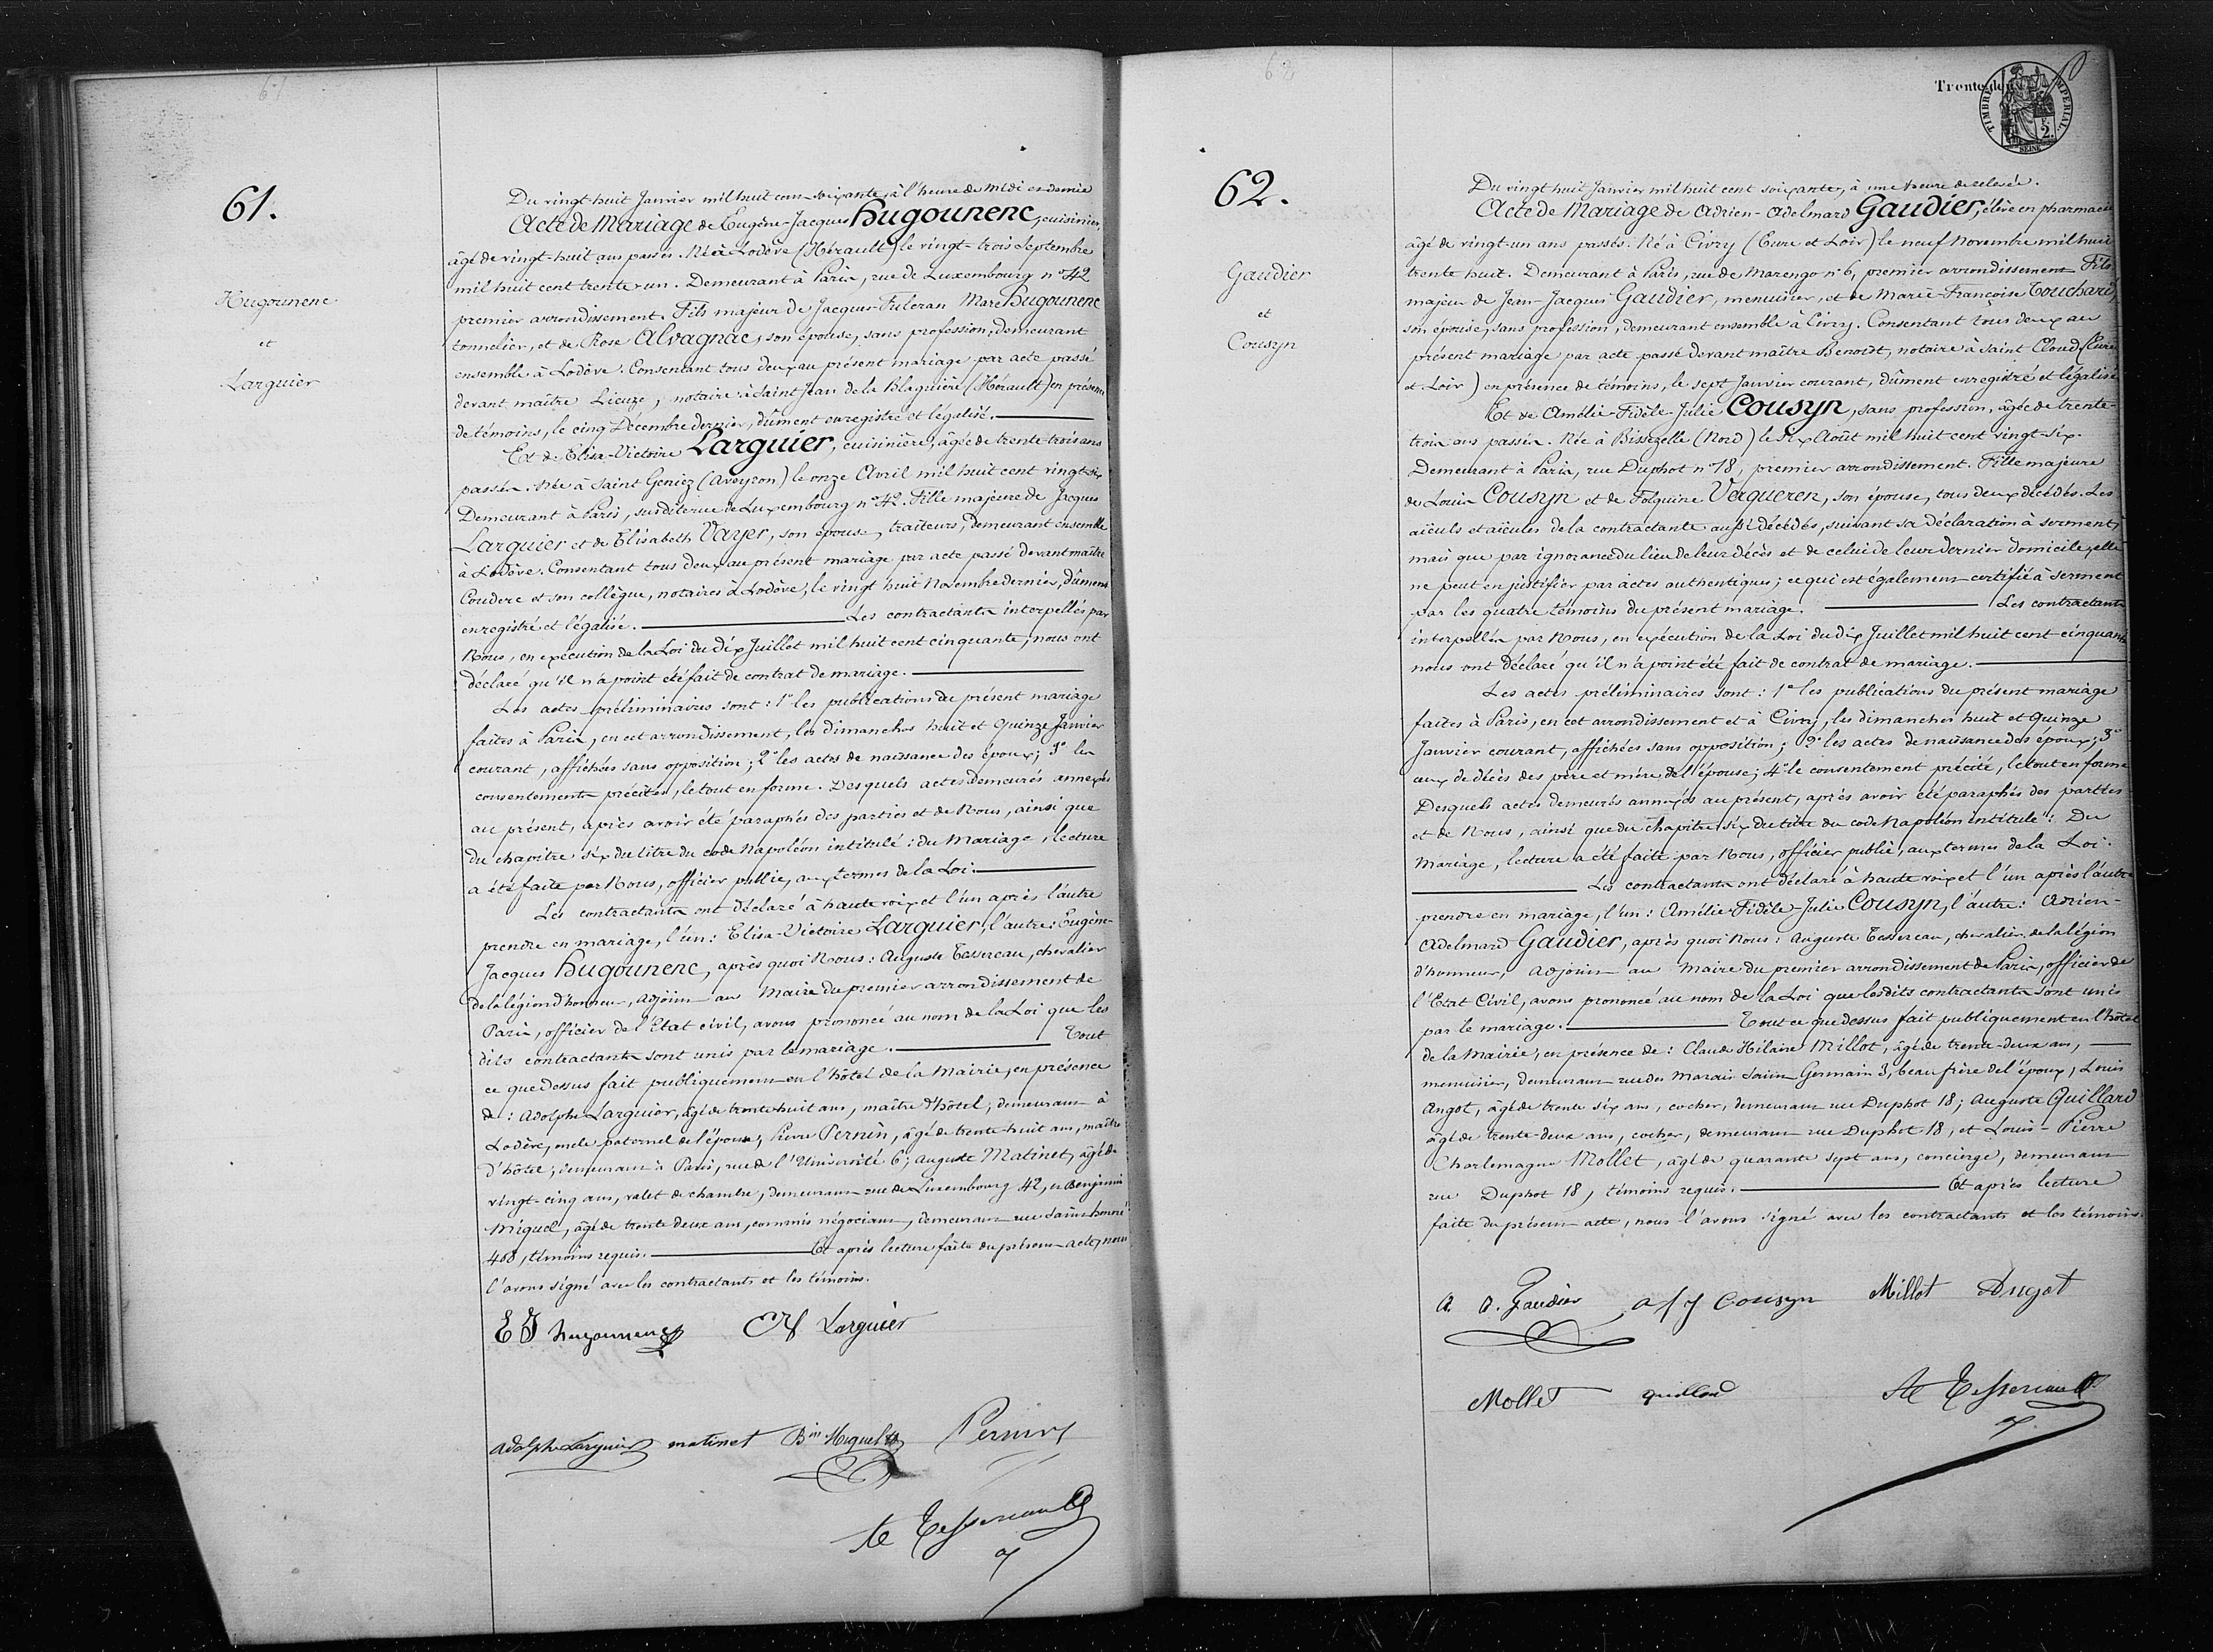 61
61.
Hugounenc
et
Larguier
Du vingt-huit Janvier mil huit cent soixante, à l'heure de midi et demie
Acte de Mariage de Eugène-Jacques Hugounenc, cuisinier,
âgé de vingt-huit ans passés. Né à Lodève (Hérault) le vingt-trois Septembre
mil huit cent trente-un. Demeurant à Paris, rue de Luxembourg n° 42
premier arrondissement. Fils majeur de Jacques-Fulcran Marc Hugounenc
tonnelier, et de Rose Alvagnac, son épouse, sans profession, demeurant
ensemble à Lodève. Consentant tous deux au présent mariage par acte passé
devant maître Lieuze, notaire à Saint Jean de la Blaquière (Hérault) en présence
de témoins, le cinq Décembre dernier, dûment enregistré et légalisé.
Et de Elisa-Victoire Larguier, cuisinière, âgée de trente-trois ans
passés. Née à Saint Geniez (Aveyron) le onze Avril mil huit cent vingt-six
Demeurant à Paris, susdite rue de Luxembourg n° 42. Fille majeure de Jacques
Larguier et de Elisabeth Vayer, son épouse, traiteurs, demeurant ensemble
à Lodève. Consentant tous deux au présent mariage par acte passé devant maître
Couderc et son collègue, notaires à Lodève, le vingt huit Novembre dernier, dûment
enregistré et légalisé. Les contractants interpellés par
Nous, en exécution de la Loi du dix Juillet mil huit cent cinquante, nous ont
déclaré qu'il n'a point été fait de contrat de mariage.
Les actes préliminaires sont: 1° les publications du présent mariage
faites à Paris, en cet arrondissement, les dimanches huit et quinze Janvier
courant, affichées sans opposition; 2° les actes de naissance des époux; 3° les
consentements précités, le tout en forme. Desquels actes demeurés annexés
au présent, après avoir été paraphés des parties et de Nous, ainsi que
du chapitre six du titre du code Napoléon intitulé: du Mariage, lecture
a été faite par Nous, officier public, aux termes de la Loi.
Les contractants ont déclaré à haute voix et l'un après l'autre
prendre en mariage, l'un: Elisa-Victoire Larguier, l'autre: Eugène-
Jacques Hugounenc, après quoi Nous: Auguste Tessereau, chevalier
de la légion d'honneur, adjoint au Maire du premier arrondissement de
Paris, officier de l'Etat civil, avons prononcé au nom de la Loi que les
dits contractants sont unis par le mariage. Tout
ce que dessus fait publiquement en l'hôtel de la Mairie, en présence
de: Adolphe Larguier, âgé de trente-huit ans, maître d'hôtel, demeurant à
Lodève, oncle paternel de l'épouse, Pierre Pernin, âgé de trente-huit ans, maître
d'hôtel, demeurant à Paris, rue de l'Université 6; Auguste Matinet, âgé de
vingt-cinq ans, valet de chambre, demeurant rue de Luxembourg 42, et Benjamin
Miquel, âgé de trente deux ans, commis négociant, demeurant rue Saint honoré
408, témoins requis. Et après lecture faite du présent acte, nous
l'avons signé avec les contractants et les témoins.
E J hugounenc Larguier
Adolphe Larguier matinet Bin Miquel Pernin
Ate Tessereau
62
Trente-deux
TIMBRE IMPÉRIAL
2
SEINE
62.
Gaudier
et
Cousyn
Du vingt huit Janvier mil huit cent soixante, à une heure de relevée.
Acte de Mariage de Adrien-Adelmard Gaudier, élève en pharmacie
âgé de vingt-un ans passés. Né à Civry (Eure et Loir) le neuf Novembre mil huit
trente huit. Demeurant à Paris, rue de Marengo n° 6, premier arrondissement Fils
majeur de Jean-Jacques Gaudier, menuisier, et de Marie-Françoise Touchard,
son épouse, sans profession, demeurant ensemble à Civry. Consentant tous deux au
présent mariage par acte passé devant maître Benoist, notaire à Saint Cloud (Eure
et Loir) en présence de témoins, le sept Janvier courant, dûment enregistré et légalisé
Et de Amélie-Fidèle-Julie Cousyn, sans profession, âgée de trente-
trois ans passés. Née à Bissezelle (Nord) le six Août mil huit cent vingt-six.
Demeurant à Paris, rue Duphot n° 18, premier arrondissement. Fille majeure
de Louis Cousyn et de Folquine Verqueren, son épouse, tous deux décédés. Les
aïeuls et aïeules de la contractante aussi décédés, suivant sa déclaration à serment,
mais que par ignorance du lieu de leur décès et de celui de leur dernier domicile, elle
ne peut en justifier par actes authentiques; ce qui est également certifié à serment
par les quatre témoins du présent mariage. Les contractants
interpellés par Nous, en exécution de la Loi du dix Juillet mil huit cent cinquante
nous ont déclaré qu'il n'a point été fait de contrat de mariage.
Les actes préliminaires sont: 1° les publications du présent mariage
faites à Paris, en cet arrondissement et à Civry, les dimanches huit et quinze
Janvier courant, affichées sans opposition; 2° les actes de naissance des époux; 3°
ceux de décès des père et mère de l'épouse; 4° le consentement précité, le tout en forme
Desquels actes demeurés annexés au présent, après avoir été paraphés des parties
et de Nous, ainsi que du chapitre six du titre du code Napoléon intitulé: Du
Mariage, lecture a été faite par Nous, officier public, aux termes de la Loi.
Les contractants ont déclaré à haute voix et l'un après l'autre
prendre en mariage, l'un: Amélie-Fidèle-Julie Cousyn, l'autre: Adrien-
Adelmard Gaudier, après quoi Nous: Auguste Tessereau, chevalier de la légion
d'honneur, adjoint au Maire du premier arrondissement de Paris, officier de
l'Etat Civil, avons prononcé au nom de la Loi que lesdits contractants sont unis
par le mariage. Tout ce que dessus fait publiquement en l'hôtel
de la Mairie, en présence de: Claude Hilaire Millot, âgé de trente-deux ans,
menuisier, demeurant rue des Marais Saint Germain 3, beau frère de l'époux, Louis
Angot, âgé de trente six ans, cocher, demeurant rue Duphot 18; Auguste Quillard
âgé de trente-deux ans, cocher, demeurant rue Duphot 18, et Louis-Pierre
Charlemagne Mollet, âgé de quarante sept ans, concierge, demeurant
rue Duphot 18, témoins requis. Et après lecture
faite du présent acte, nous l'avons signé avec les contractants et les témoins.
A. A. Gaudier a f j Cousyn Millot Angot
Mollet quillard Ate Tessereau